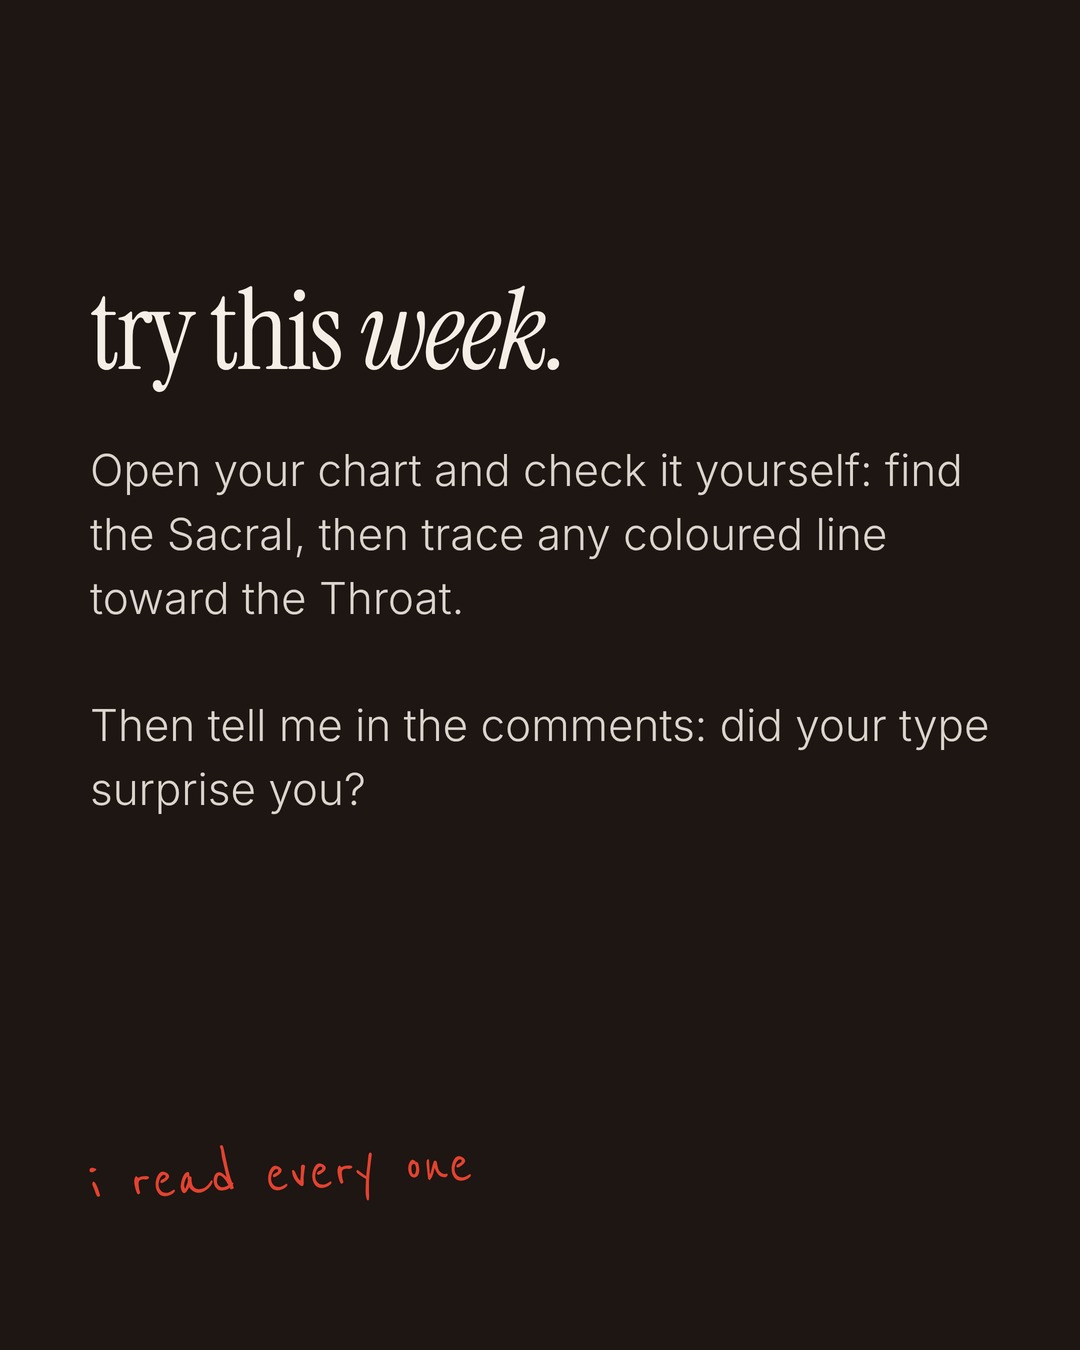 try this week.
Open your chart and check it yourself: find
the Sacral, then trace any coloured line
toward the Throat.
Then tell me in the comments: did your type
surprise you?
i read every one